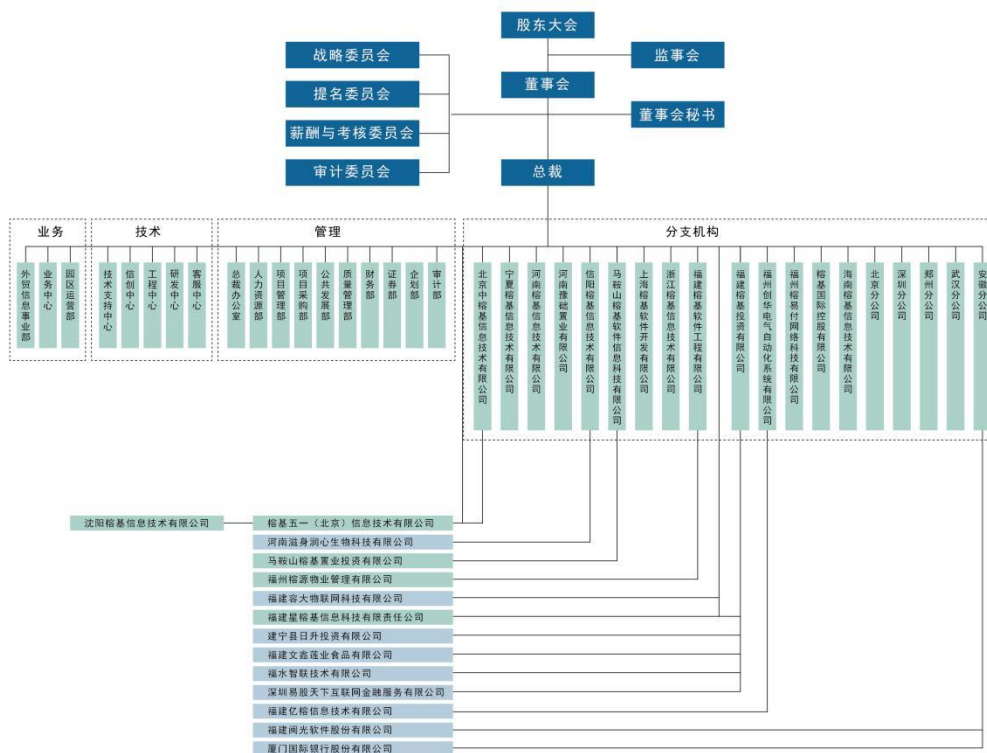 股东大会
战略委员会
监事会
提名委员会
董事会
薪酬与考核委员会
董事会秘书
审计委员会
总裁
业务
技术
管理
分支机构
外贸信息事业部
业务中心
园区运营部
技术支持中心
信创中心
工程中心
研发中心
客服中心
总裁办公室
人力资源部
项目管理部
项目采购部
公共发展部
质量管理部
财务部
证券部
企划部
审计部
北京中榕基信息技术有限公司
宁夏榕基信息技术有限公司
河南榕基信息技术有限公司
河南豫础置业有限公司
信阳榕基信息技术有限公司
马鞍山榕基软件信息科技有限公司
上海榕基软件开发有限公司
浙江榕基信息技术有限公司
福建榕基软件工程有限公司
福建榕基投资有限公司
福州创华电气自动化系统有限公司
福州榕易付网络科技有限公司
榕基国际控股有限公司
海南榕基信息技术有限公司
北京分公司
深圳分公司
郑州分公司
武汉分公司
安徽分公司
沈阳榕基信息技术有限公司
榕基五一（北京）信息技术有限公司
河南滋身润心生物科技有限公司
马鞍山榕基置业投资有限公司
福州榕源物业管理有限公司
福建容大物联网科技有限公司
福建星榕基信息科技有限责任公司
建宁县日升投资有限公司
福建文鑫莲业食品有限公司
福水智联技术有限公司
深圳易股天下互联网金融服务有限公司
福建亿榕信息技术有限公司
福建闽光软件股份有限公司
厦门国际银行股份有限公司